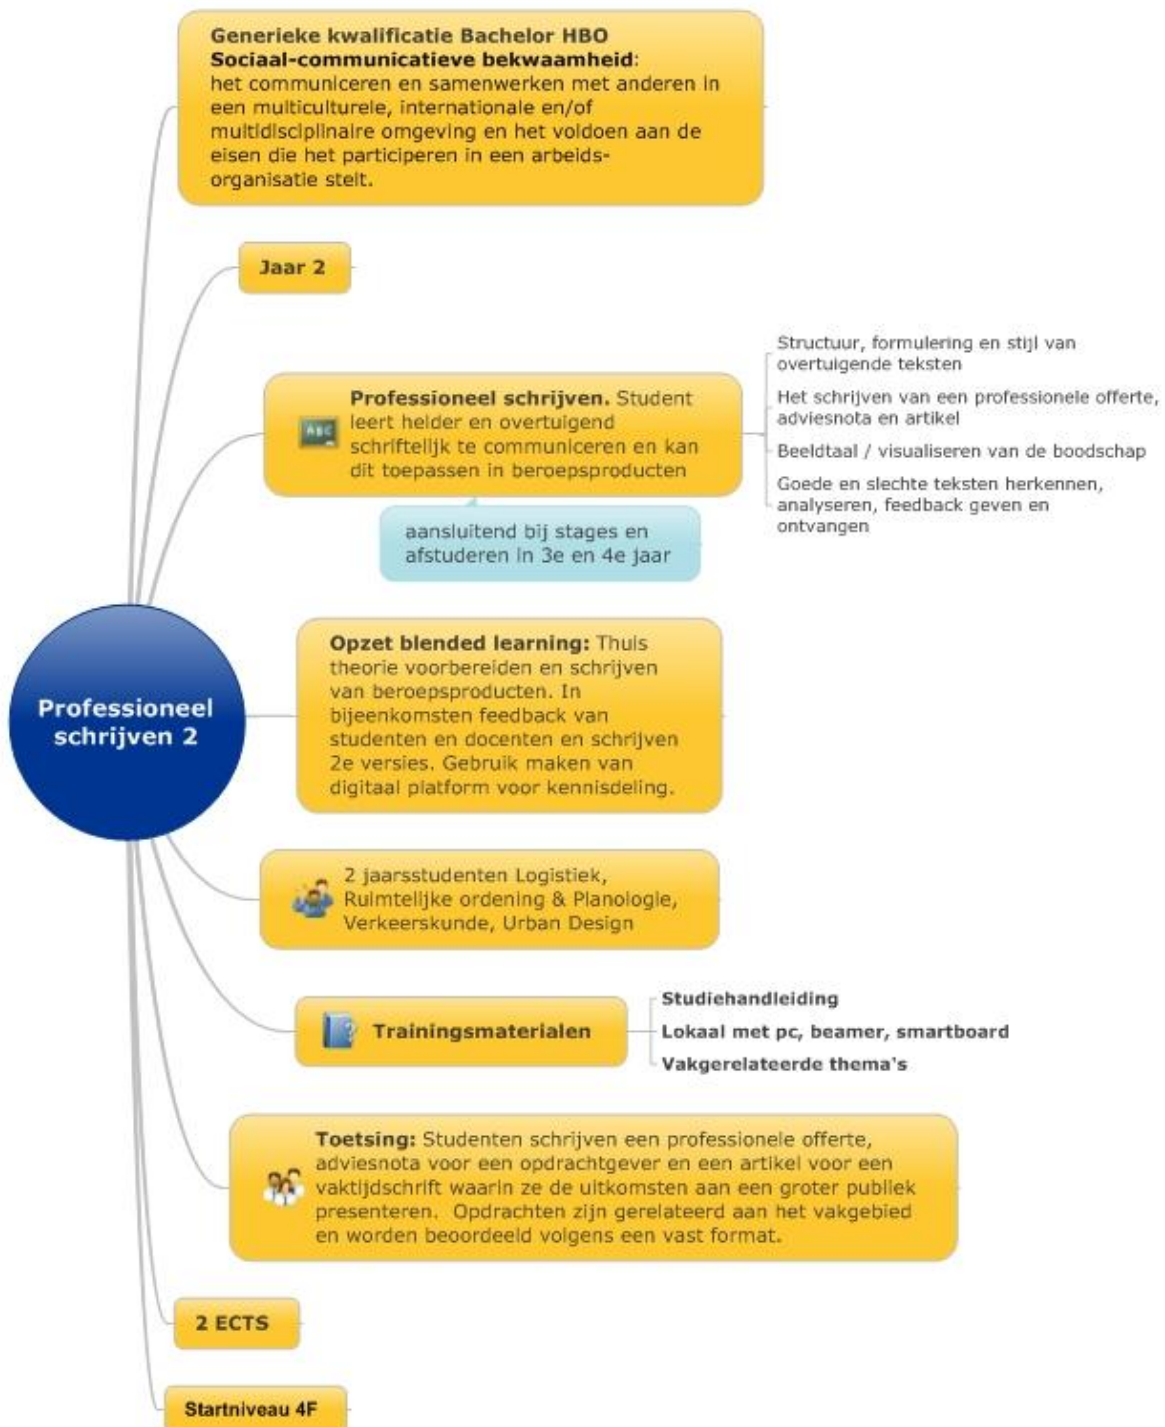 Generieke kwalificatie Bachelor HBO
Sociaal-communicatieve bekwaamheid:
het communiceren en samenwerken met anderen in
een multiculturele, internationale en/of
multidisciplinaire omgeving en het voldoen aan de
eisen die het participeren in een arbeids-
organisatie stelt.
Jaar 2
Professioneel schrijven. Student
leert helder en overtuigend
schriftelijk te communiceren en kan
dit toepassen in beroepsproducten
ABC
Structuur, formulering en stijl van
overtuigende teksten
Het schrijven van een professionele offerte,
adviesnota en artikel
Beeldtaal / visualiseren van de boodschap
Goede en slechte teksten herkennen,
analyseren, feedback geven en
ontvangen
aansluitend bij stages en
afstuderen in 3e en 4e jaar
Professioneel
schrijven 2
Opzet blended learning: Thuis
theorie voorbereiden en schrijven
van beroepsproducten. In
bijeenkomsten feedback van
studenten en docenten en schrijven
2e versies. Gebruik maken van
digitaal platform voor kennisdeling.
2 jaarsstudenten Logistiek,
Ruimtelijke ordening & Planologie,
Verkeerskunde, Urban Design
Trainingsmaterialen
Studiehandleiding
Lokaal met pc, beamer, smartboard
Vakgerelateerde thema's
Toetsing: Studenten schrijven een professionele offerte,
adviesnota voor een opdrachtgever en een artikel voor een
vaktijdschrift waarin ze de uitkomsten aan een groter publiek
presenteren. Opdrachten zijn gerelateerd aan het vakgebied
en worden beoordeeld volgens een vast format.
2 ECTS
Startniveau 4F